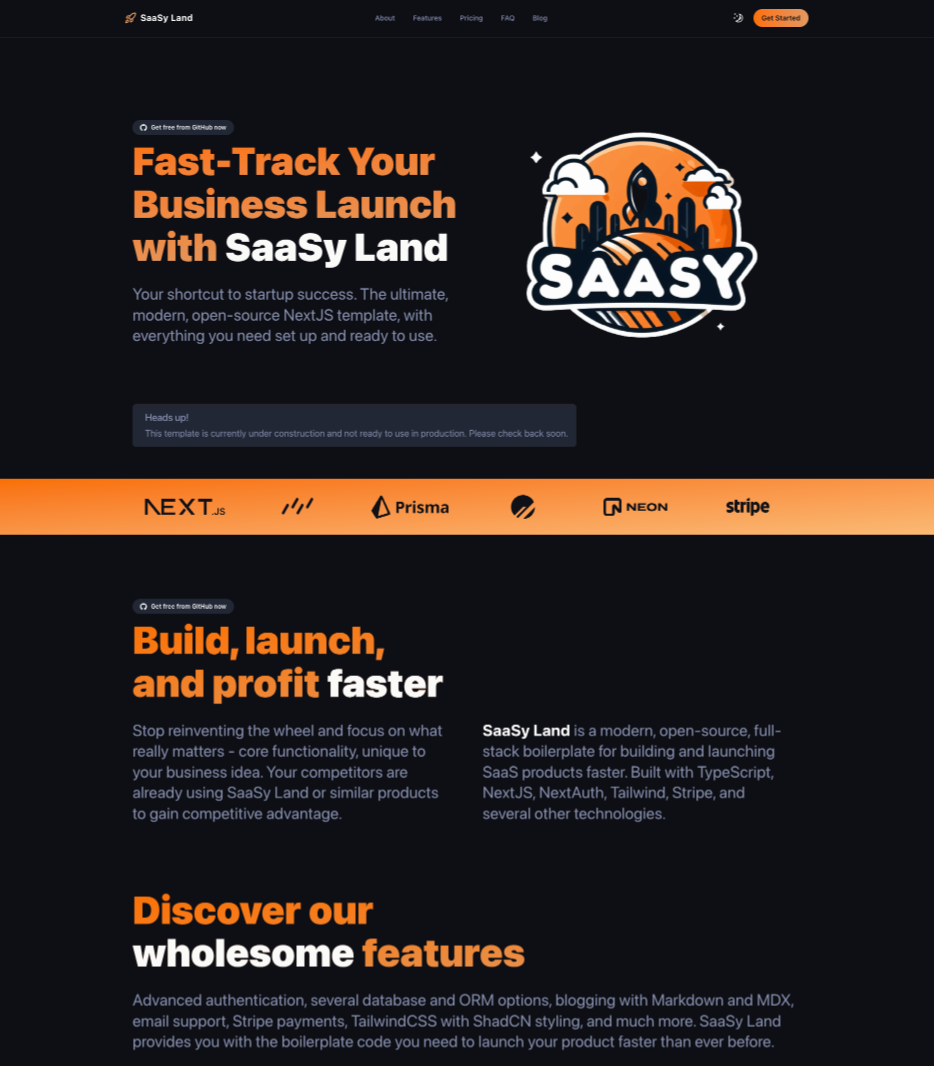 SaaSy Land
About
Features
Pricing
FAQ
Blog
Get Started
Get free from GitHub now
Fast-Track Your
Business Launch
with SaaSy Land
Your shortcut to startup success. The ultimate,
modern, open-source NextJS template, with
everything you need set up and ready to use.
SAASY
Heads up!
This template is currently under construction and not ready to use in production. Please check back soon.
NEXT.JS
Prisma
NEON
stripe
Get free from GitHub now
Build, launch,
and profit faster
Stop reinventing the wheel and focus on what
really matters - core functionality, unique to
your business idea. Your competitors are
already using SaaSy Land or similar products
to gain competitive advantage.
SaaSy Land is a modern, open-source, full-
stack boilerplate for building and launching
SaaS products faster. Built with TypeScript,
NextJS, NextAuth, Tailwind, Stripe, and
several other technologies.
Discover our
wholesome features
Advanced authentication, several database and ORM options, blogging with Markdown and MDX,
email support, Stripe payments, TailwindCSS with ShadCN styling, and much more. SaaSy Land
provides you with the boilerplate code you need to launch your product faster than ever before.